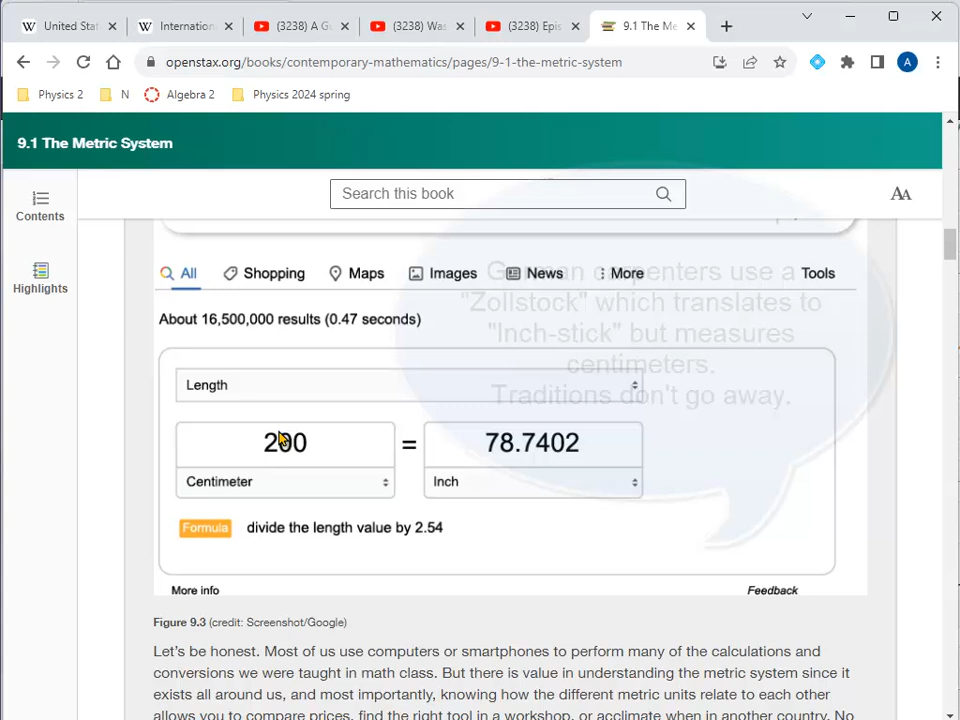 United Stat
Internation
(3238) A Gu
(3238) Was
(3238) Epis
9.1 The Me
openstax.org/books/contemporary-mathematics/pages/9-1-the-metric-system
A
Physics 2
N
Algebra 2
Physics 2024 spring
9.1 The Metric System
Contents
Highlights
Search this book
AA
All
Shopping
Maps
Images
News
More
Tools
German carpenters use a
"Zollstock" which translates to
"Inch-stick" but measures
centimeters.
Traditions don't go away.
About 16,500,000 results (0.47 seconds)
Length
200 = 78.7402
Centimeter
Inch
Formula divide the length value by 2.54
More info
Feedback
Figure 9.3 (credit: Screenshot/Google)
Let's be honest. Most of us use computers or smartphones to perform many of the calculations and
conversions we were taught in math class. But there is value in understanding the metric system since it
exists all around us, and most importantly, knowing how the different metric units relate to each other
allows you to compare prices, find the right tool in a workshop, or acclimate when in another country. No